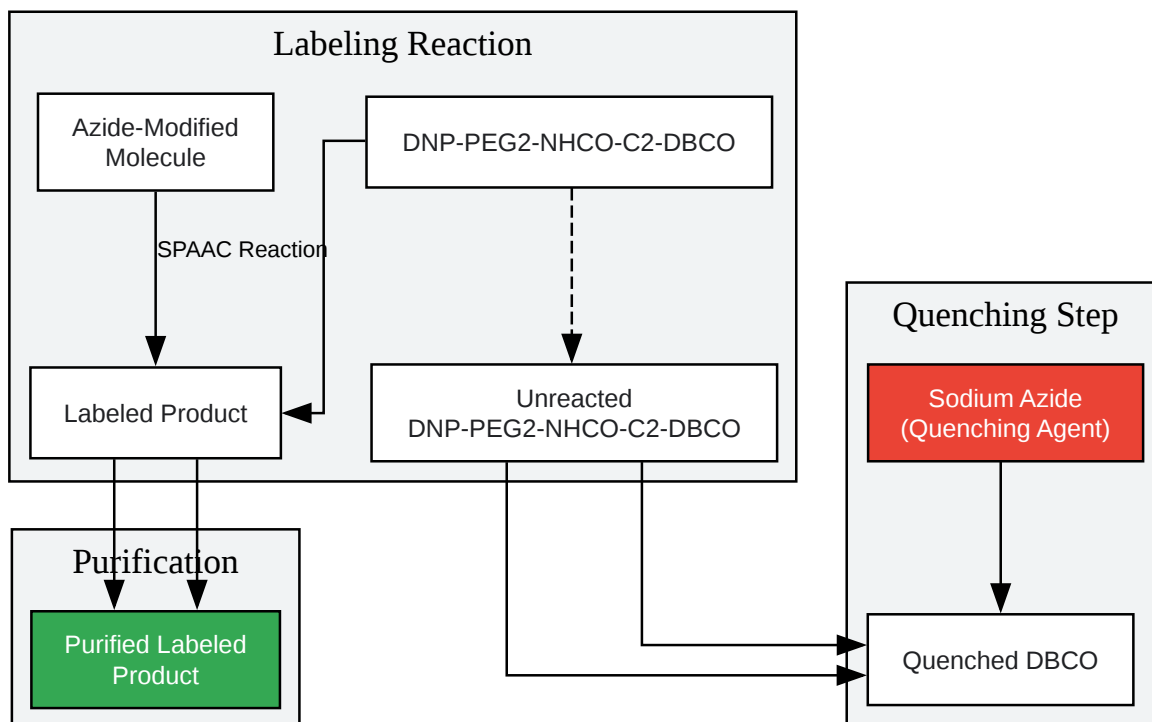 Labeling Reaction
Azide-Modified
Molecule
DNP-PEG2-NHCO-C2-DBCO
SPAAC Reaction
Labeled Product
Unreacted
DNP-PEG2-NHCO-C2-DBCO
Quenching Step
Sodium Azide
(Quenching Agent)
Quenched DBCO
Purification
Purified Labeled
Product